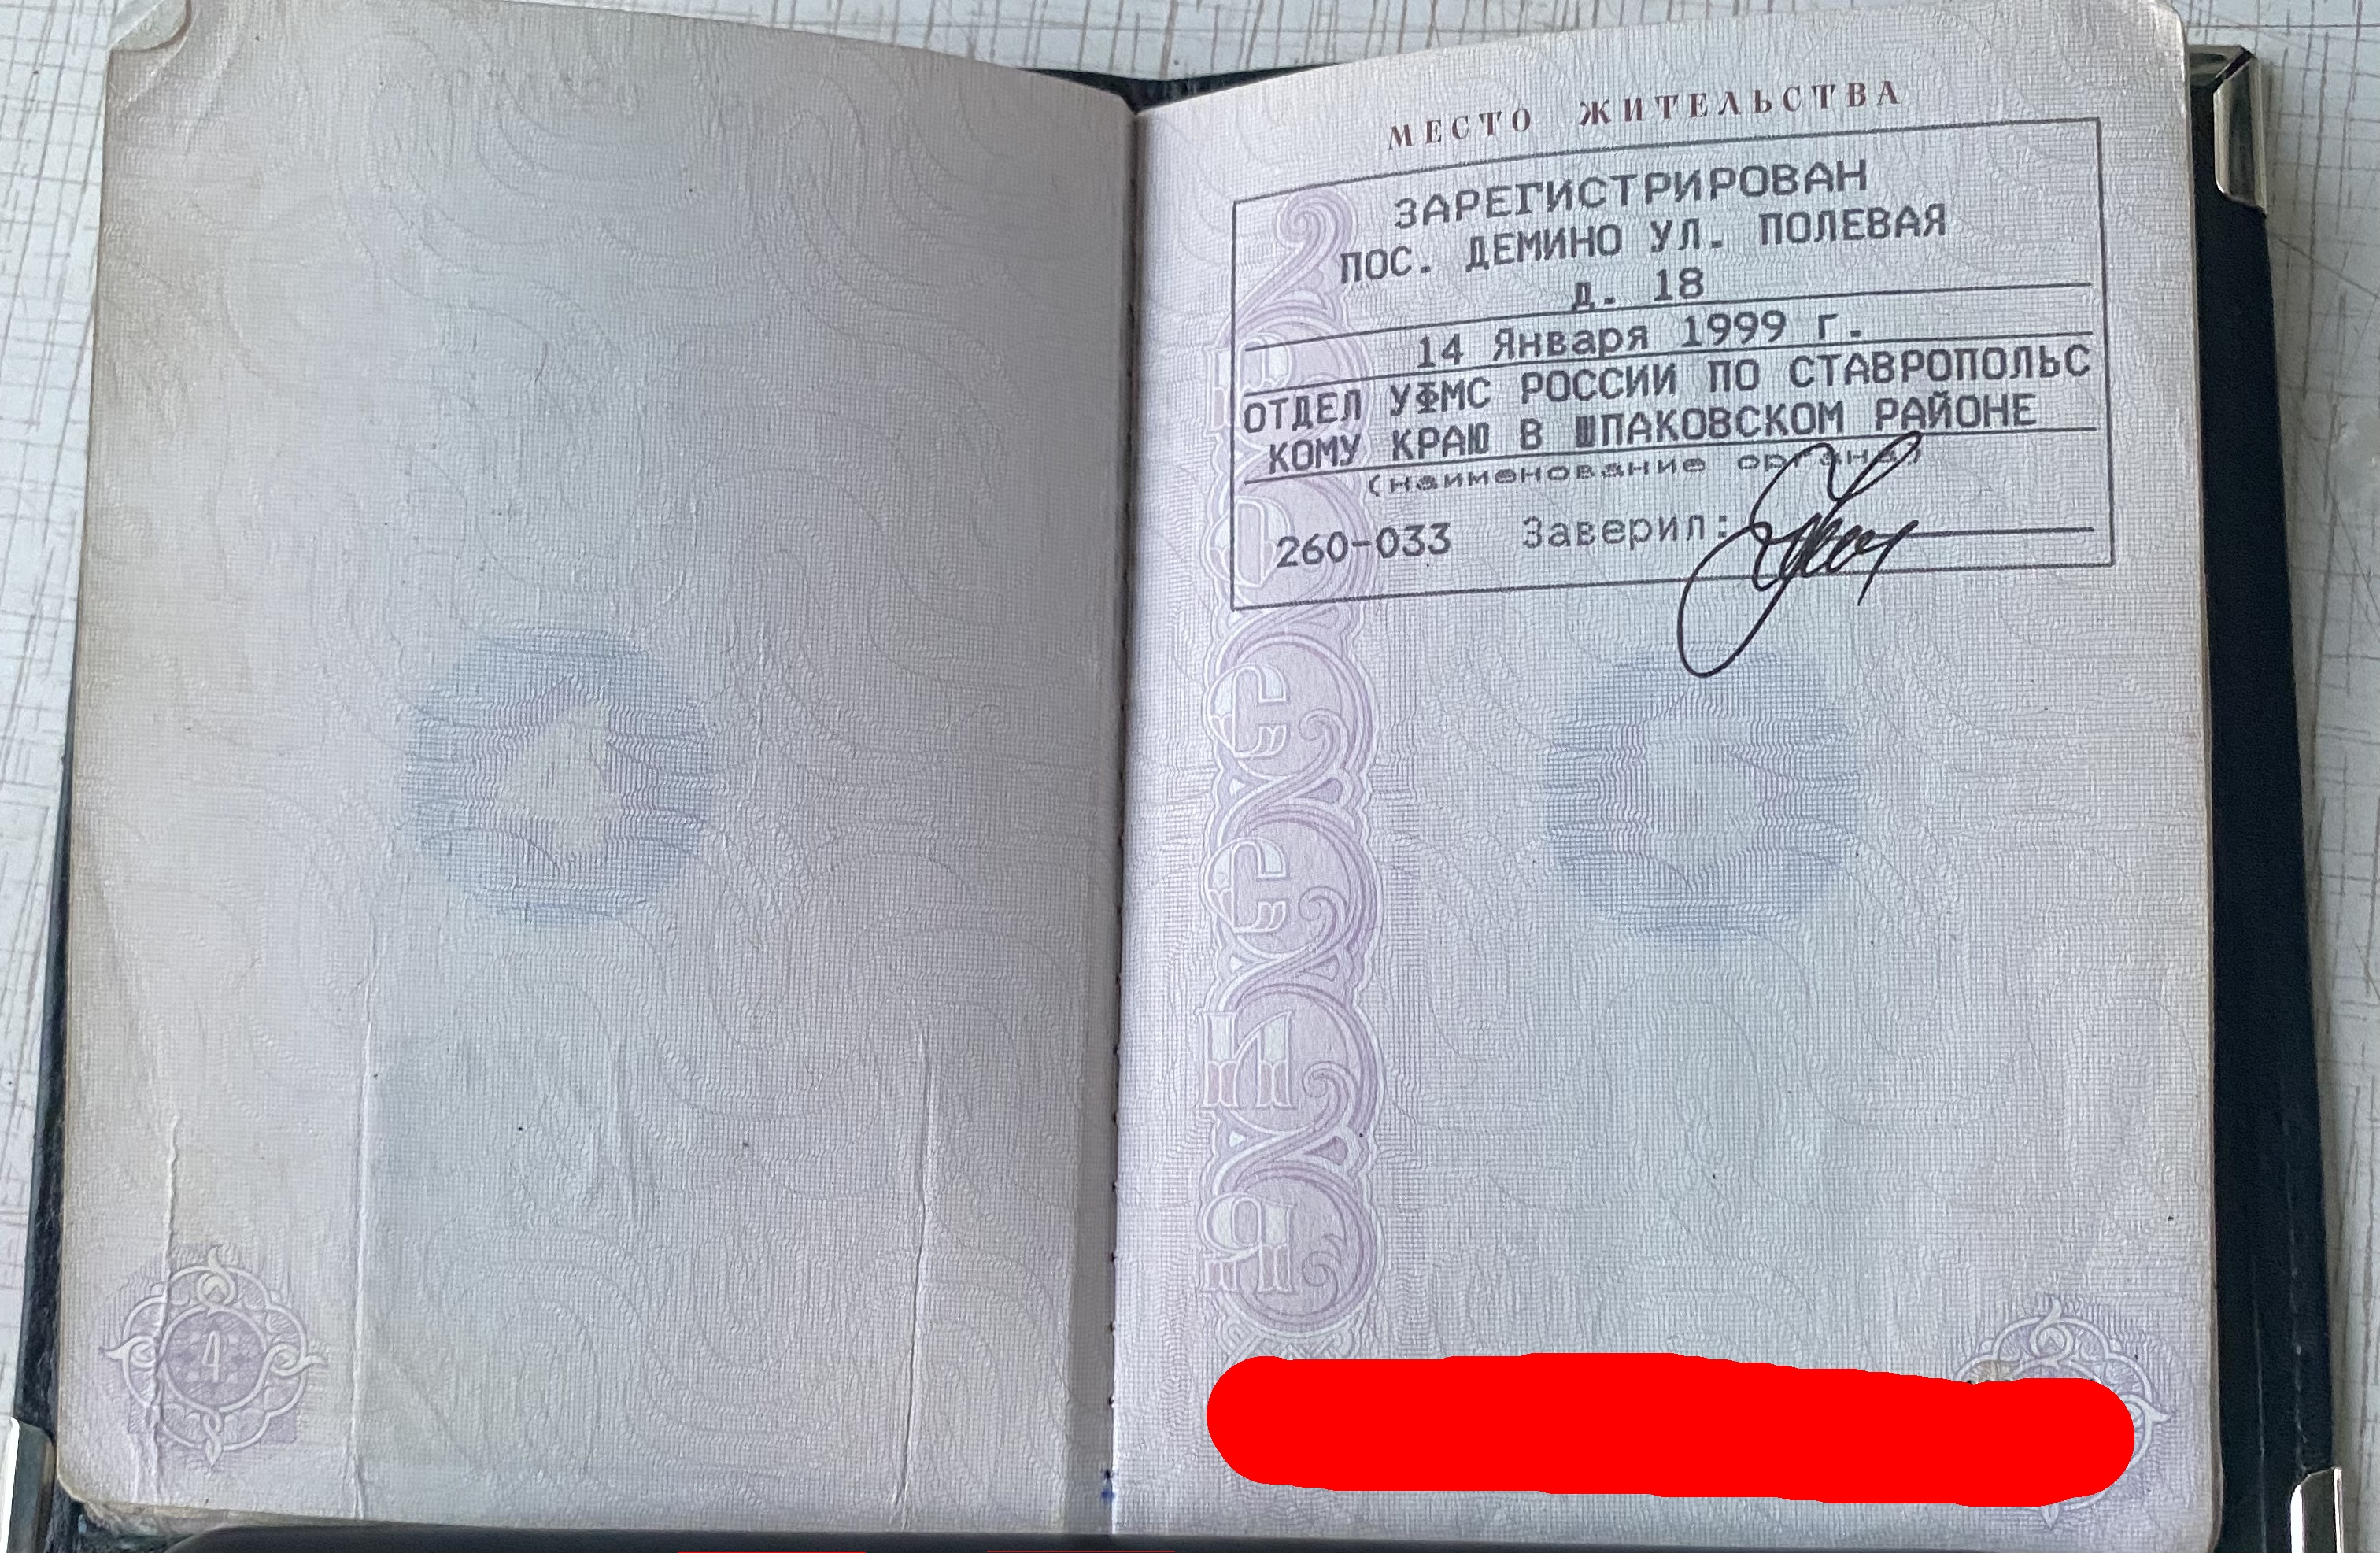 МЕСТО ЖИТЕЛЬСТВА
ЗАРЕГИСТРИРОВАН
ПОС. ДЕМИНО УЛ. ПОЛЕВАЯ
д. 18
14 Января 1999 г.
ОТДЕЛ УФМС РОССИИ ПО СТАВРОПОЛЬС
КОМУ КРАЮ В ШПАКОВСКОМ РАЙОНЕ
(наименование органа)
260-033 Заверил:
РОССИЯ
4